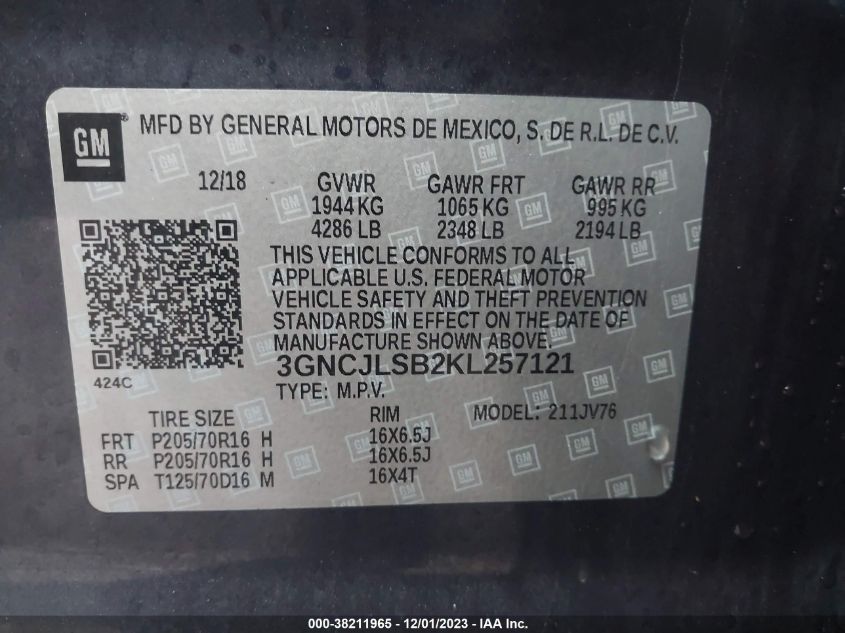 GM ® MFD BY GENERAL MOTORS DE MEXICO, S. DE R.L. DE C.V.
12/18 GVWR GAWR FRT GAWR RR
1944 KG 1065 KG 995 KG
4286 LB 2348 LB 2194 LB
THIS VEHICLE CONFORMS TO ALL
APPLICABLE U.S. FEDERAL MOTOR
VEHICLE SAFETY AND THEFT PREVENTION
STANDARDS IN EFFECT ON THE DATE OF
MANUFACTURE SHOWN ABOVE.
3GNCJLSB2KL257121
424C
TYPE: M.P.V.
TIRE SIZE RIM MODEL: 211JV76
FRT P205/70R16 H 16X6.5J
RR P205/70R16 H 16X6.5J
SPA T125/70D16 M 16X4T
000-38211965 - 12/01/2023 - IAA Inc.